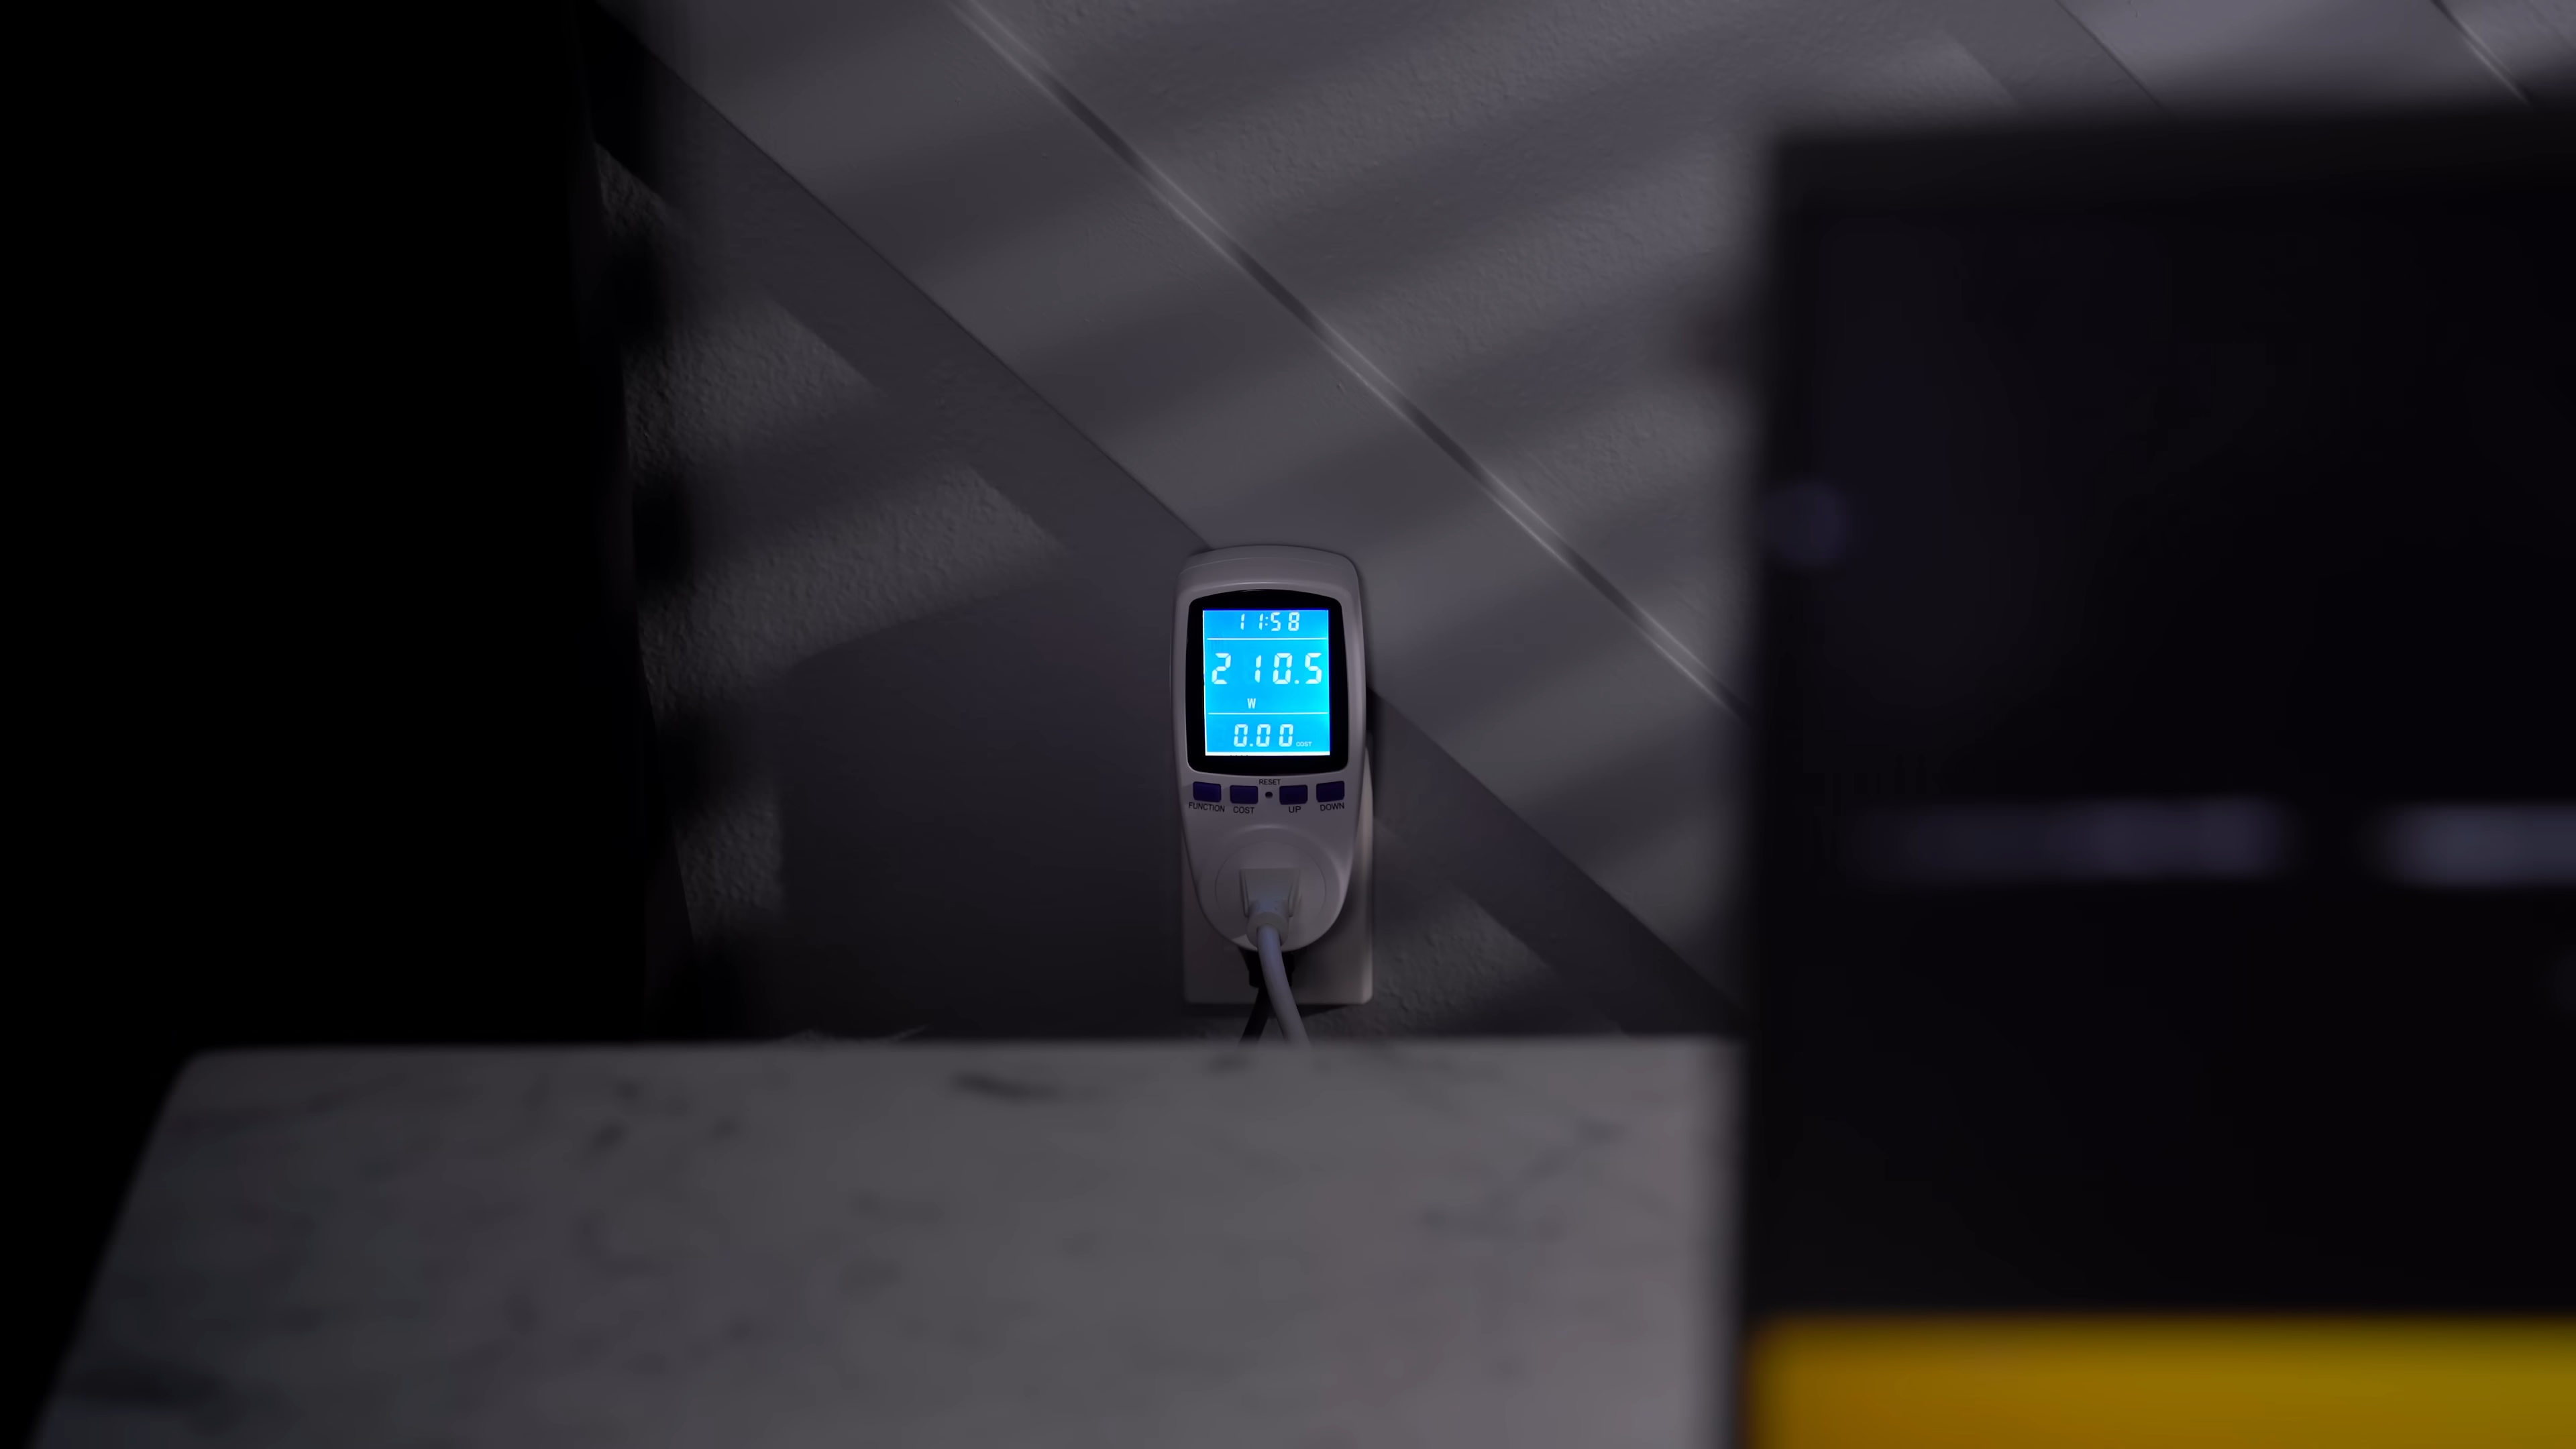 11:58
210.5
W
0.00 COST
RESET
FUNCTION COST UP DOWN